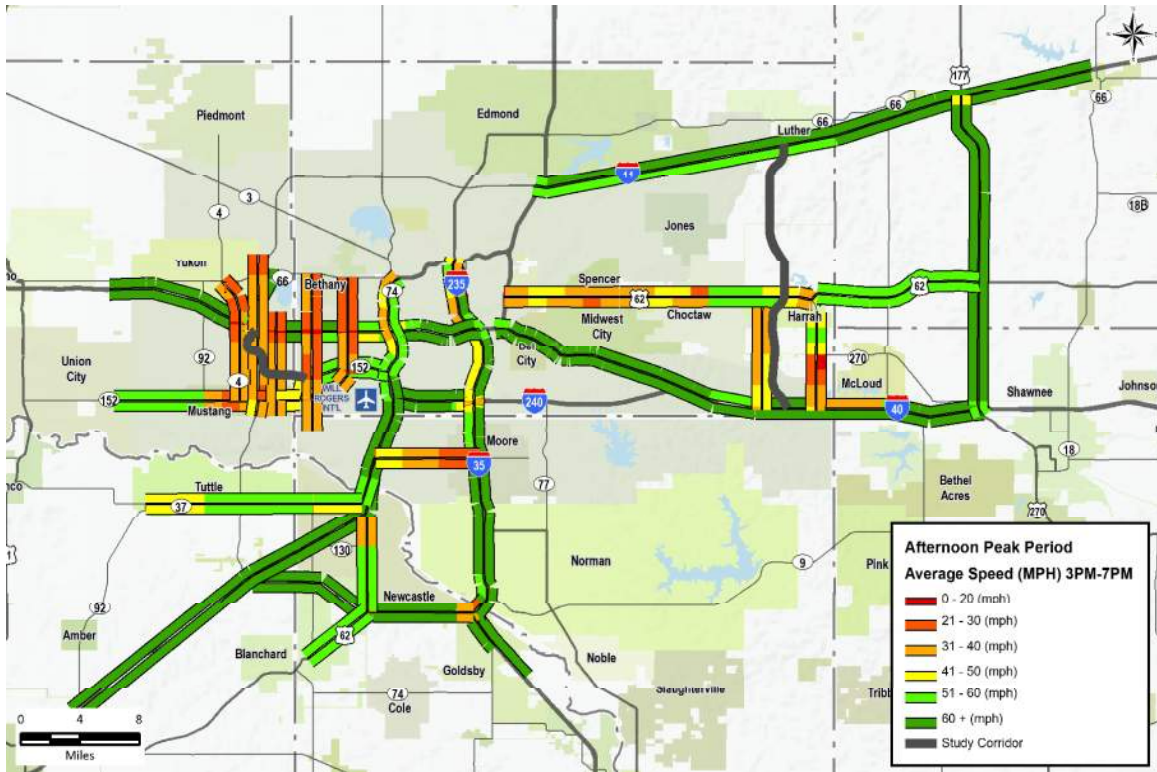 177
66
Piedmont
Edmond
66
66
Luther
44
3
4
18B
Jones
Yukon
66
Bethany
74
235
Spencer
62
62
Midwest
City
Choctaw
Harrah
Union
City
92
152
270
McLoud
4
WILL
ROGERS
INTL
City
Shawnee
Johnson
152
Mustang
240
40
Moore
35
18
Tuttle
37
77
Bethel
Acres
270
130
Norman
9
Pink
92
Newcastle
Amber
62
Blanchard
Goldsby
Noble
74
Cole
Slaughterville
Tribb
0 4 8
Miles
Afternoon Peak Period
Average Speed (MPH) 3PM-7PM
0 - 20 (mph)
21 - 30 (mph)
31 - 40 (mph)
41 - 50 (mph)
51 - 60 (mph)
60 + (mph)
Study Corridor